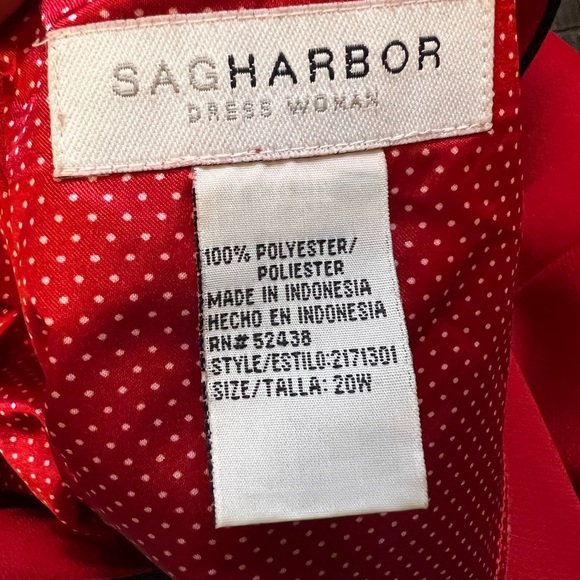 SAGHARBOR
DRESS WOMAN
100% POLYESTER/
POLIESTER
MADE IN INDONESIA
HECHO EN INDONESIA
RN# 52438
STYLE/ESTILO:2171301
SIZE/TALLA: 20W